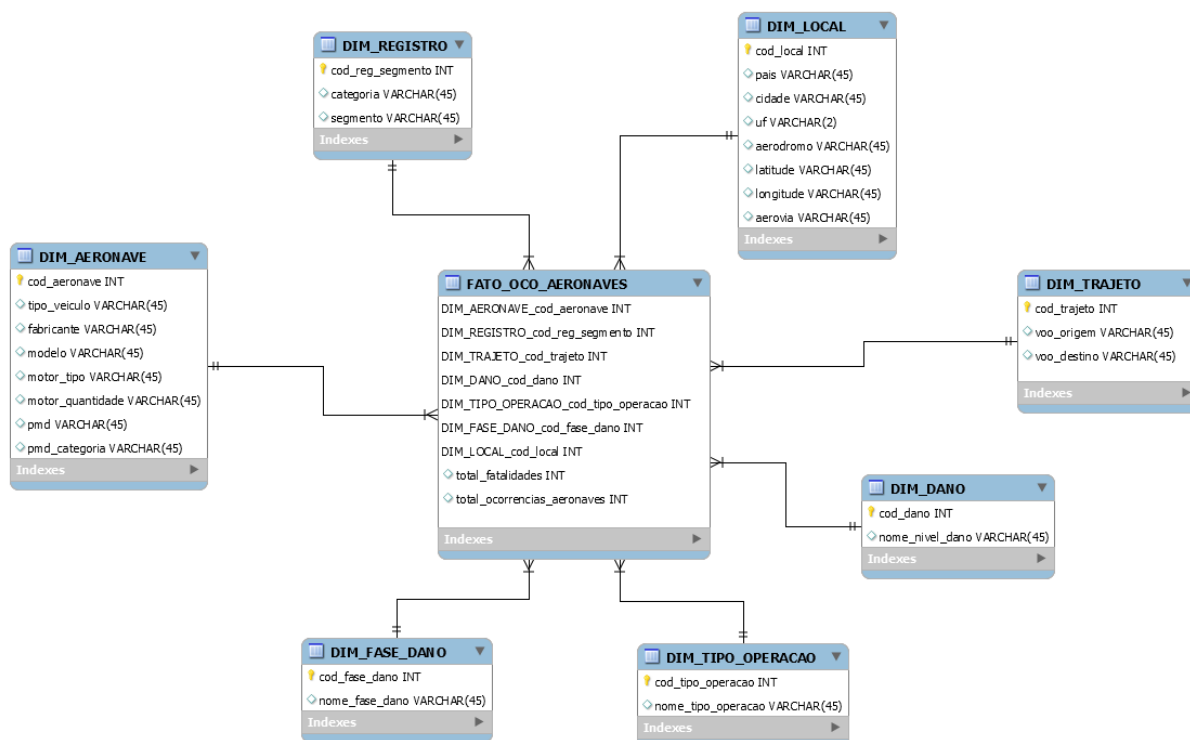 DIM_REGISTRO
cod_reg_segmento INT
categoria VARCHAR(45)
segmento VARCHAR(45)
Indexes
DIM_LOCAL
cod_local INT
pais VARCHAR(45)
cidade VARCHAR(45)
uf VARCHAR(2)
aerodromo VARCHAR(45)
latitude VARCHAR(45)
longitude VARCHAR(45)
aerovia VARCHAR(45)
Indexes
DIM_AERONAVE
cod_aeronave INT
tipo_veiculo VARCHAR(45)
fabricante VARCHAR(45)
modelo VARCHAR(45)
motor_tipo VARCHAR(45)
motor_quantidade VARCHAR(45)
pmd VARCHAR(45)
pmd_categoria VARCHAR(45)
Indexes
FATO_OCO_AERONAVES
DIM_AERONAVE_cod_aeronave INT
DIM_REGISTRO_cod_reg_segmento INT
DIM_TRAJETO_cod_trajeto INT
DIM_DANO_cod_dano INT
DIM_TIPO_OPERACAO_cod_tipo_operacao INT
DIM_FASE_DANO_cod_fase_dano INT
DIM_LOCAL_cod_local INT
total_fatalidades INT
total_ocorrencias_aeronaves INT
Indexes
DIM_TRAJETO
cod_trajeto INT
voo_origem VARCHAR(45)
voo_destino VARCHAR(45)
Indexes
DIM_DANO
cod_dano INT
nome_nivel_dano VARCHAR(45)
Indexes
DIM_FASE_DANO
cod_fase_dano INT
nome_fase_dano VARCHAR(45)
Indexes
DIM_TIPO_OPERACAO
cod_tipo_operacao INT
nome_tipo_operacao VARCHAR(45)
Indexes